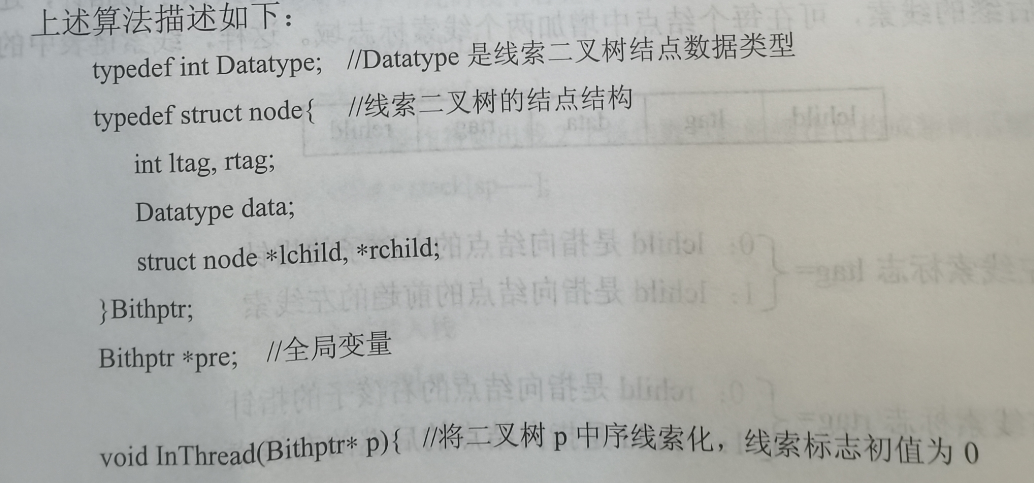 上述算法描述如下：
typedef int Datatype; //Datatype 是线索二叉树结点数据类型
typedef struct node{ //线索二叉树的结点结构
int ltag, rtag;
Datatype data;
struct node *lchild, *rchild;
}Bithptr;
Bithptr *pre; //全局变量
void InThread(Bithptr* p){ //将二叉树 p 中序线索化，线索标志初值为 0